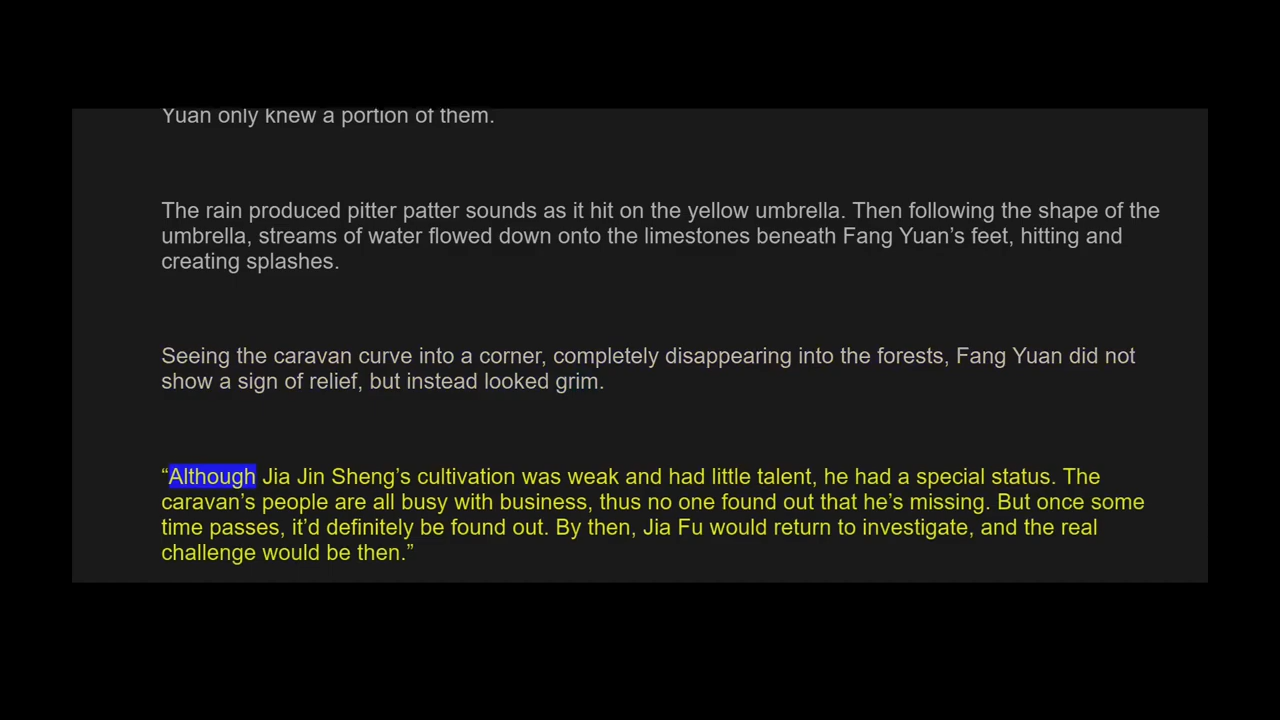 Yuan only knew a portion of them.
The rain produced pitter patter sounds as it hit on the yellow umbrella. Then following the shape of the
umbrella, streams of water flowed down onto the limestones beneath Fang Yuan’s feet, hitting and
creating splashes.
Seeing the caravan curve into a corner, completely disappearing into the forests, Fang Yuan did not
show a sign of relief, but instead looked grim.
“Although Jia Jin Sheng’s cultivation was weak and had little talent, he had a special status. The
caravan’s people are all busy with business, thus no one found out that he’s missing. But once some
time passes, it’d definitely be found out. By then, Jia Fu would return to investigate, and the real
challenge would be then.”